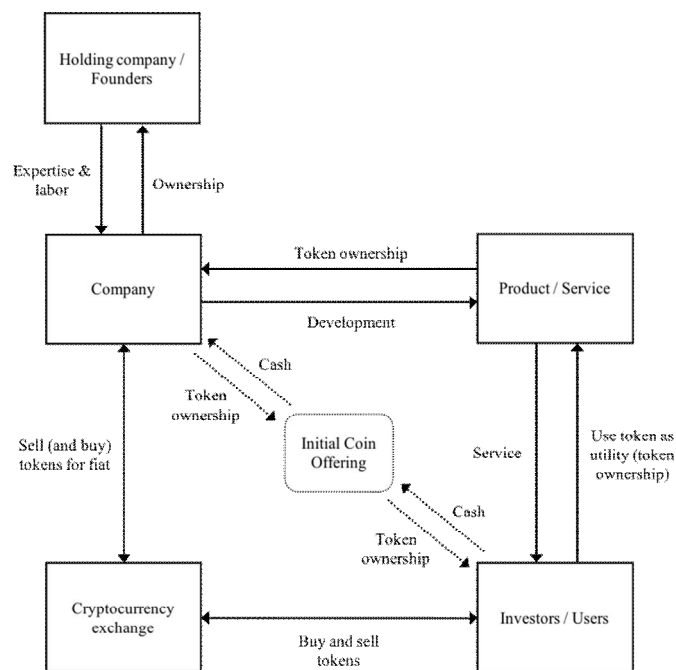 Holding company /
Founders
Expertise &
labor
Ownership
Token ownership
Company
Product / Service
Development
Cash
Token
ownership
Initial Coin
Offering
Sell (and buy)
tokens for fiat
Service
Use token as
utility (token
ownership)
Cash
Token
ownership
Cryptocurrency
exchange
Investors / Users
Buy and sell
tokens